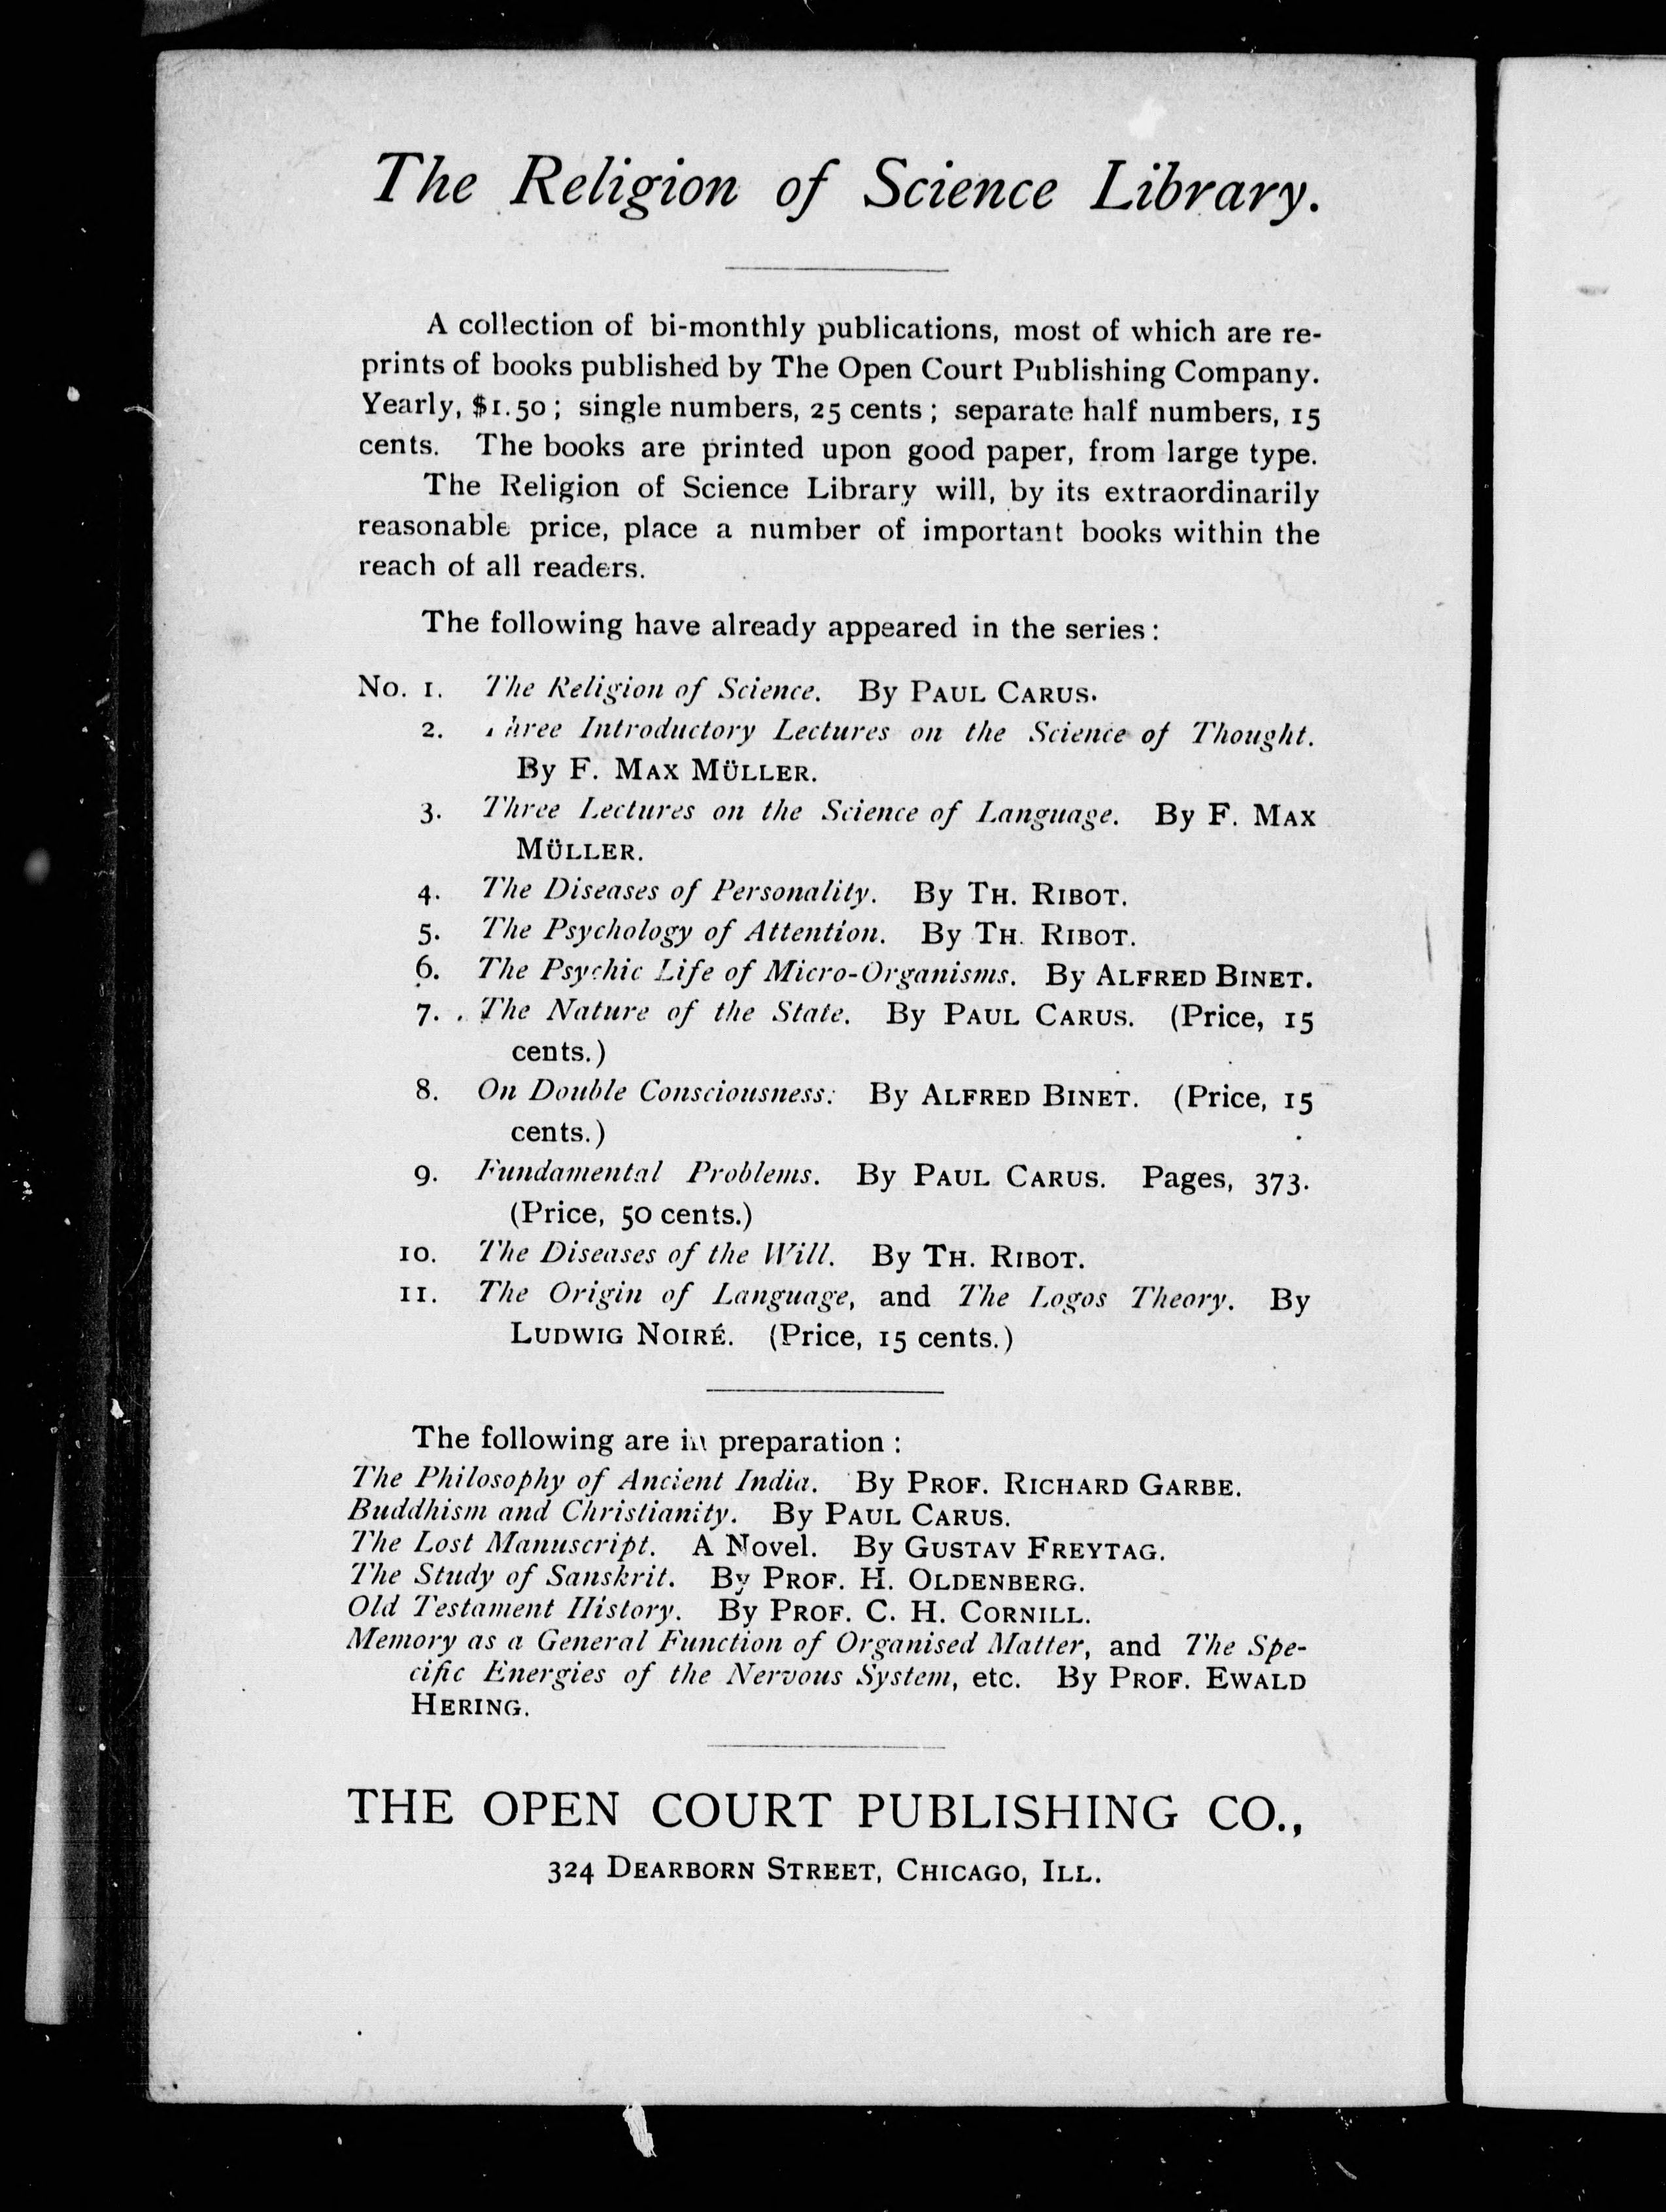 The Religion of Science Library.
A collection of bi-monthly publications, most of which are re-
prints of books published by The Open Court Publishing Company.
Yearly, $1.50; single numbers, 25 cents; separate half numbers, 15
cents. The books are printed upon good paper, from large type.
The Religion of Science Library will, by its extraordinarily
reasonable price, place a number of important books within the
reach of all readers.
The following have already appeared in the series:
No. 1. The Religion of Science. By PAUL CARUS.
2. Three Introductory Lectures on the Science of Thought.
By F. MAX MÜLLER.
3. Three Lectures on the Science of Language. By F. MAX
MÜLLER.
4. The Diseases of Personality. By TH. RIBOT.
5. The Psychology of Attention. By TH. RIBOT.
6. The Psychic Life of Micro-Organisms. By ALFRED BINET.
7. The Nature of the State. By PAUL CARUS. (Price, 15
cents.)
8. On Double Consciousness. By ALFRED BINET. (Price, 15
cents.)
9. Fundamental Problems. By PAUL CARUS. Pages, 373.
(Price, 50 cents.)
10. The Diseases of the Will. By TH. RIBOT.
11. The Origin of Language, and The Logos Theory. By
LUDWIG NOIRÉ. (Price, 15 cents.)
The following are in preparation:
The Philosophy of Ancient India. By PROF. RICHARD GARBE.
Buddhism and Christianity. By PAUL CARUS.
The Lost Manuscript. A Novel. By GUSTAV FREYTAG.
The Study of Sanskrit. By PROF. H. OLDENBERG.
Old Testament History. By PROF. C. H. CORNILL.
Memory as a General Function of Organised Matter, and The Spe-
cific Energies of the Nervous System, etc. By PROF. EWALD
HERING.
THE OPEN COURT PUBLISHING CO.,
324 DEARBORN STREET, CHICAGO, ILL.